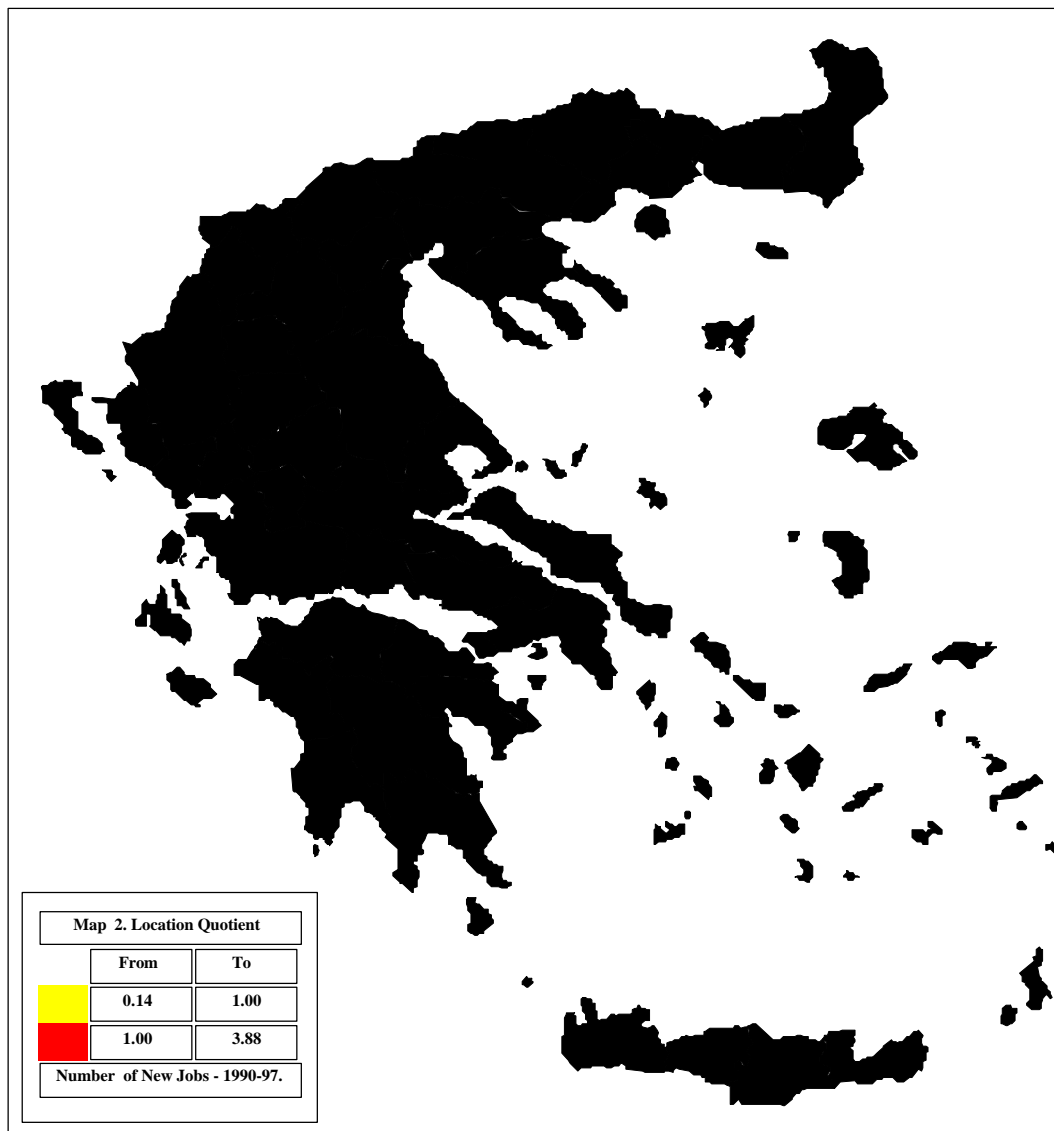 Map 2. Location Quotient
From To
0.14 1.00
1.00 3.88
Number of New Jobs - 1990-97.